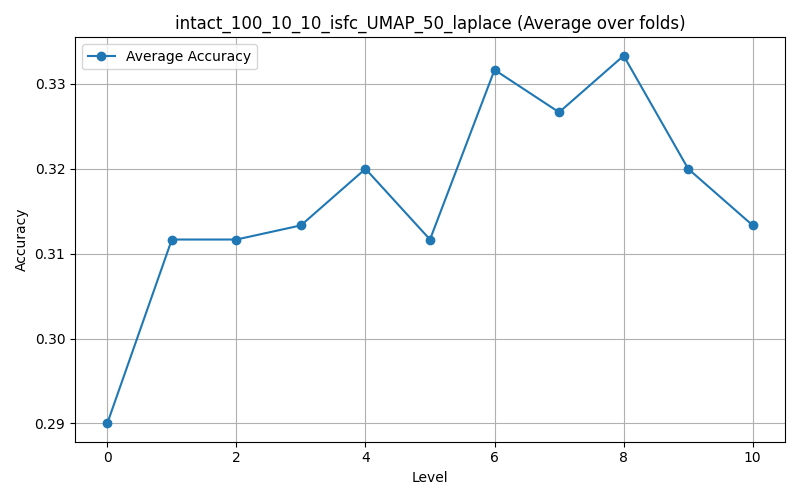 intact_100_10_10_isfc_UMAP_50_laplace (Average over folds)
Average Accuracy
Accuracy
0.33
0.32
0.31
0.30
0.29
0 2 4 6 8 10
Level